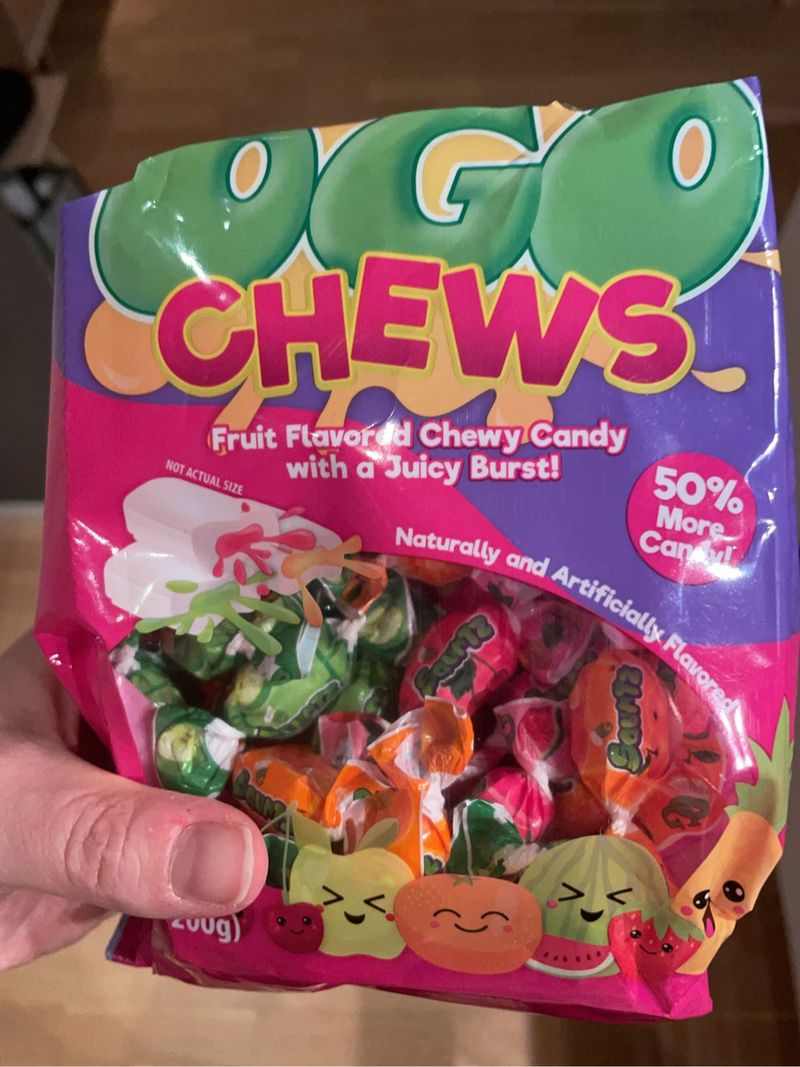 OGO
CHEWS
Fruit Flavored Chewy Candy
with a Juicy Burst!
NOT ACTUAL SIZE
50%
More
Candy!
Naturally and Artificially Flavored
200g)